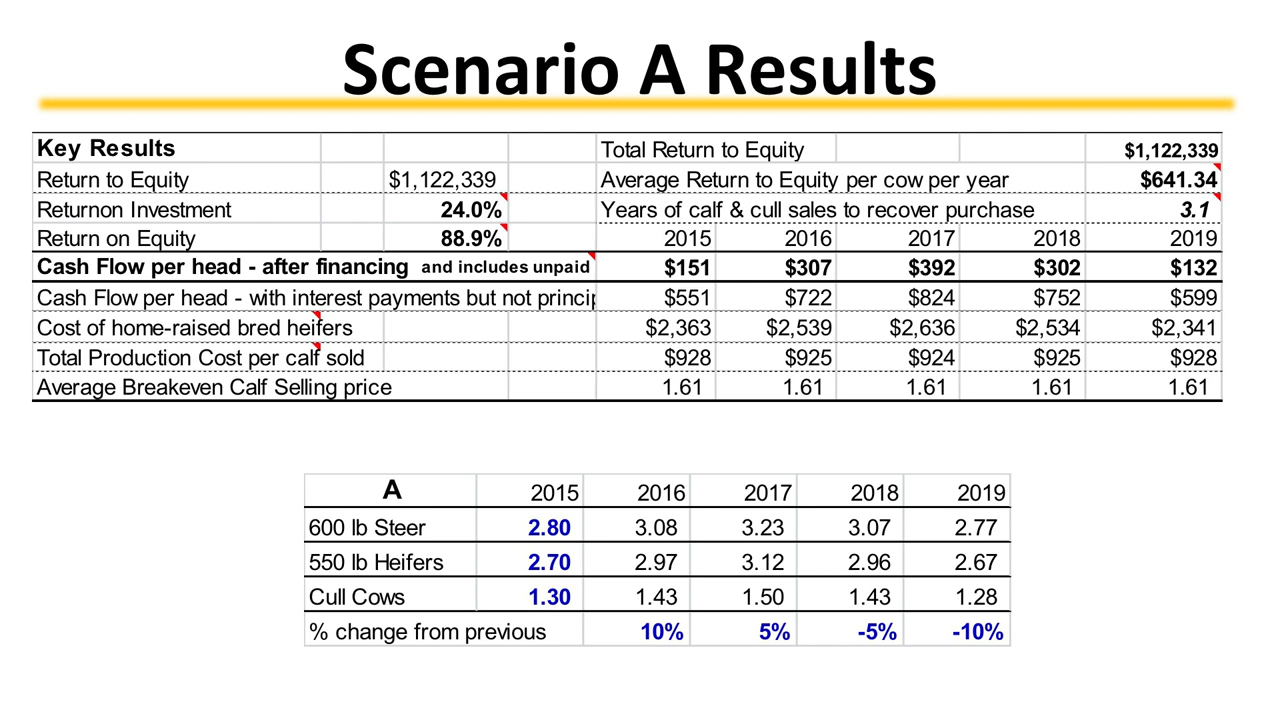 Scenario A Results
Key Results Total Return to Equity $1,122,339
Return to Equity $1,122,339 Average Return to Equity per cow per year $641.34
Returnon Investment 24.0% Years of calf & cull sales to recover purchase 3.1
Return on Equity 88.9% 2015 2016 2017 2018 2019
Cash Flow per head - after financing and includes unpaid $151 $307 $392 $302 $132
Cash Flow per head - with interest payments but not princip $551 $722 $824 $752 $599
Cost of home-raised bred heifers $2,363 $2,539 $2,636 $2,534 $2,341
Total Production Cost per calf sold $928 $925 $924 $925 $928
Average Breakeven Calf Selling price 1.61 1.61 1.61 1.61 1.61
A 2015 2016 2017 2018 2019
600 lb Steer 2.80 3.08 3.23 3.07 2.77
550 lb Heifers 2.70 2.97 3.12 2.96 2.67
Cull Cows 1.30 1.43 1.50 1.43 1.28
% change from previous 10% 5% -5% -10%